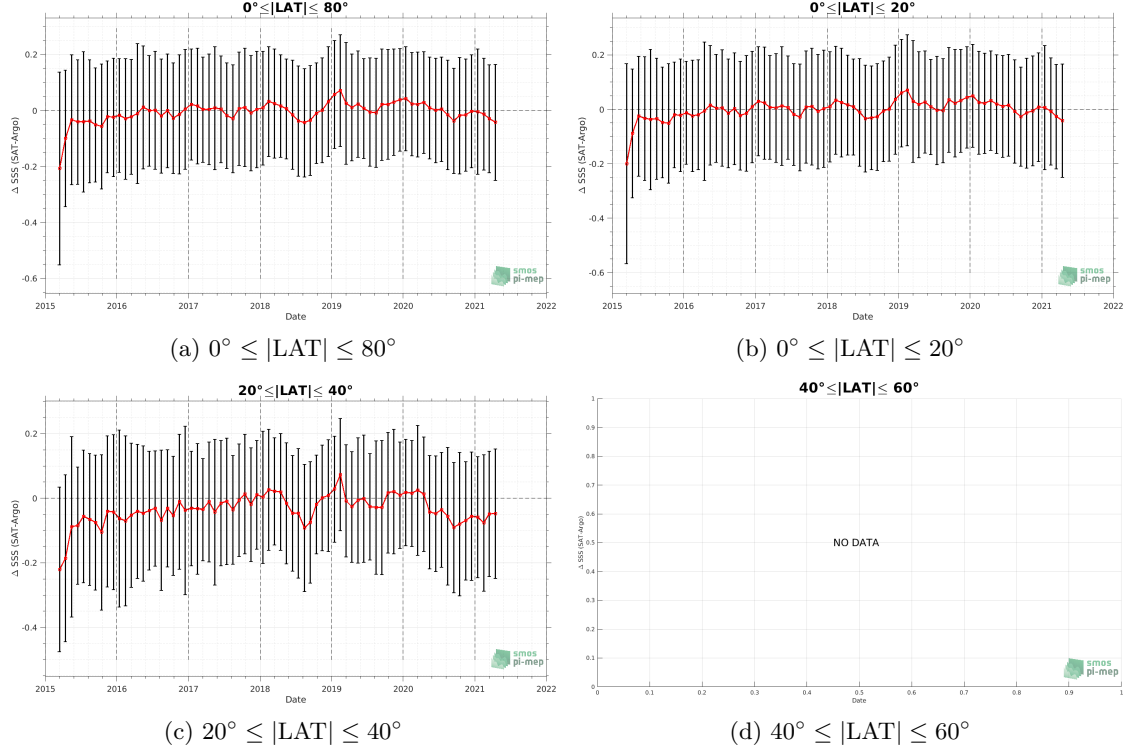 0°≤|LAT|≤ 80°
Δ SSS (SAT-Argo)
0.2
0
-0.2
-0.4
-0.6
2015 2016 2017 2018 2019 2020 2021 2022
Date
smos
pi-mep
(a) 0° ≤ |LAT| ≤ 80°
0°≤|LAT|≤ 20°
Δ SSS (SAT-Argo)
0.2
0
-0.2
-0.4
-0.6
2015 2016 2017 2018 2019 2020 2021 2022
Date
smos
pi-mep
(b) 0° ≤ |LAT| ≤ 20°
20°≤|LAT|≤ 40°
Δ SSS (SAT-Argo)
0.2
0
-0.2
-0.4
2015 2016 2017 2018 2019 2020 2021 2022
Date
smos
pi-mep
(c) 20° ≤ |LAT| ≤ 40°
40°≤|LAT|≤ 60°
Δ SSS (SAT-Argo)
1
0.9
0.8
0.7
0.6
0.5
NO DATA
0.4
0.3
0.2
0.1
0
0 0.1 0.2 0.3 0.4 0.5 0.6 0.7 0.8 0.9 1
Date
smos
pi-mep
(d) 40° ≤ |LAT| ≤ 60°